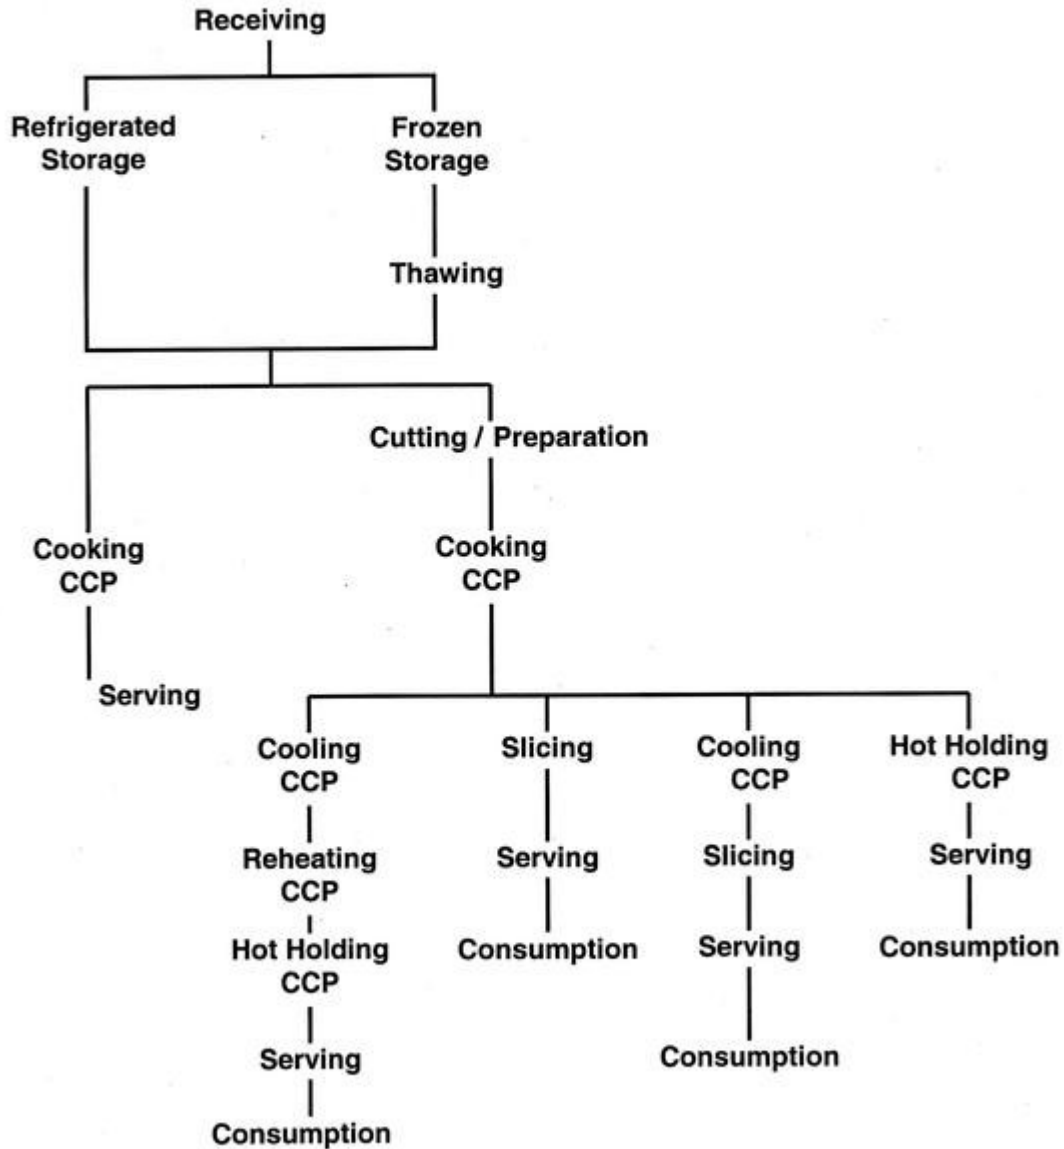 Receiving
Refrigerated
Storage
Frozen
Storage
Thawing
Cutting / Preparation
Cooking
CCP
Cooking
CCP
Serving
Cooling
CCP
Reheating
CCP
Hot Holding
CCP
Serving
Consumption
Slicing
Serving
Consumption
Cooling
CCP
Slicing
Serving
Consumption
Hot Holding
CCP
Serving
Consumption